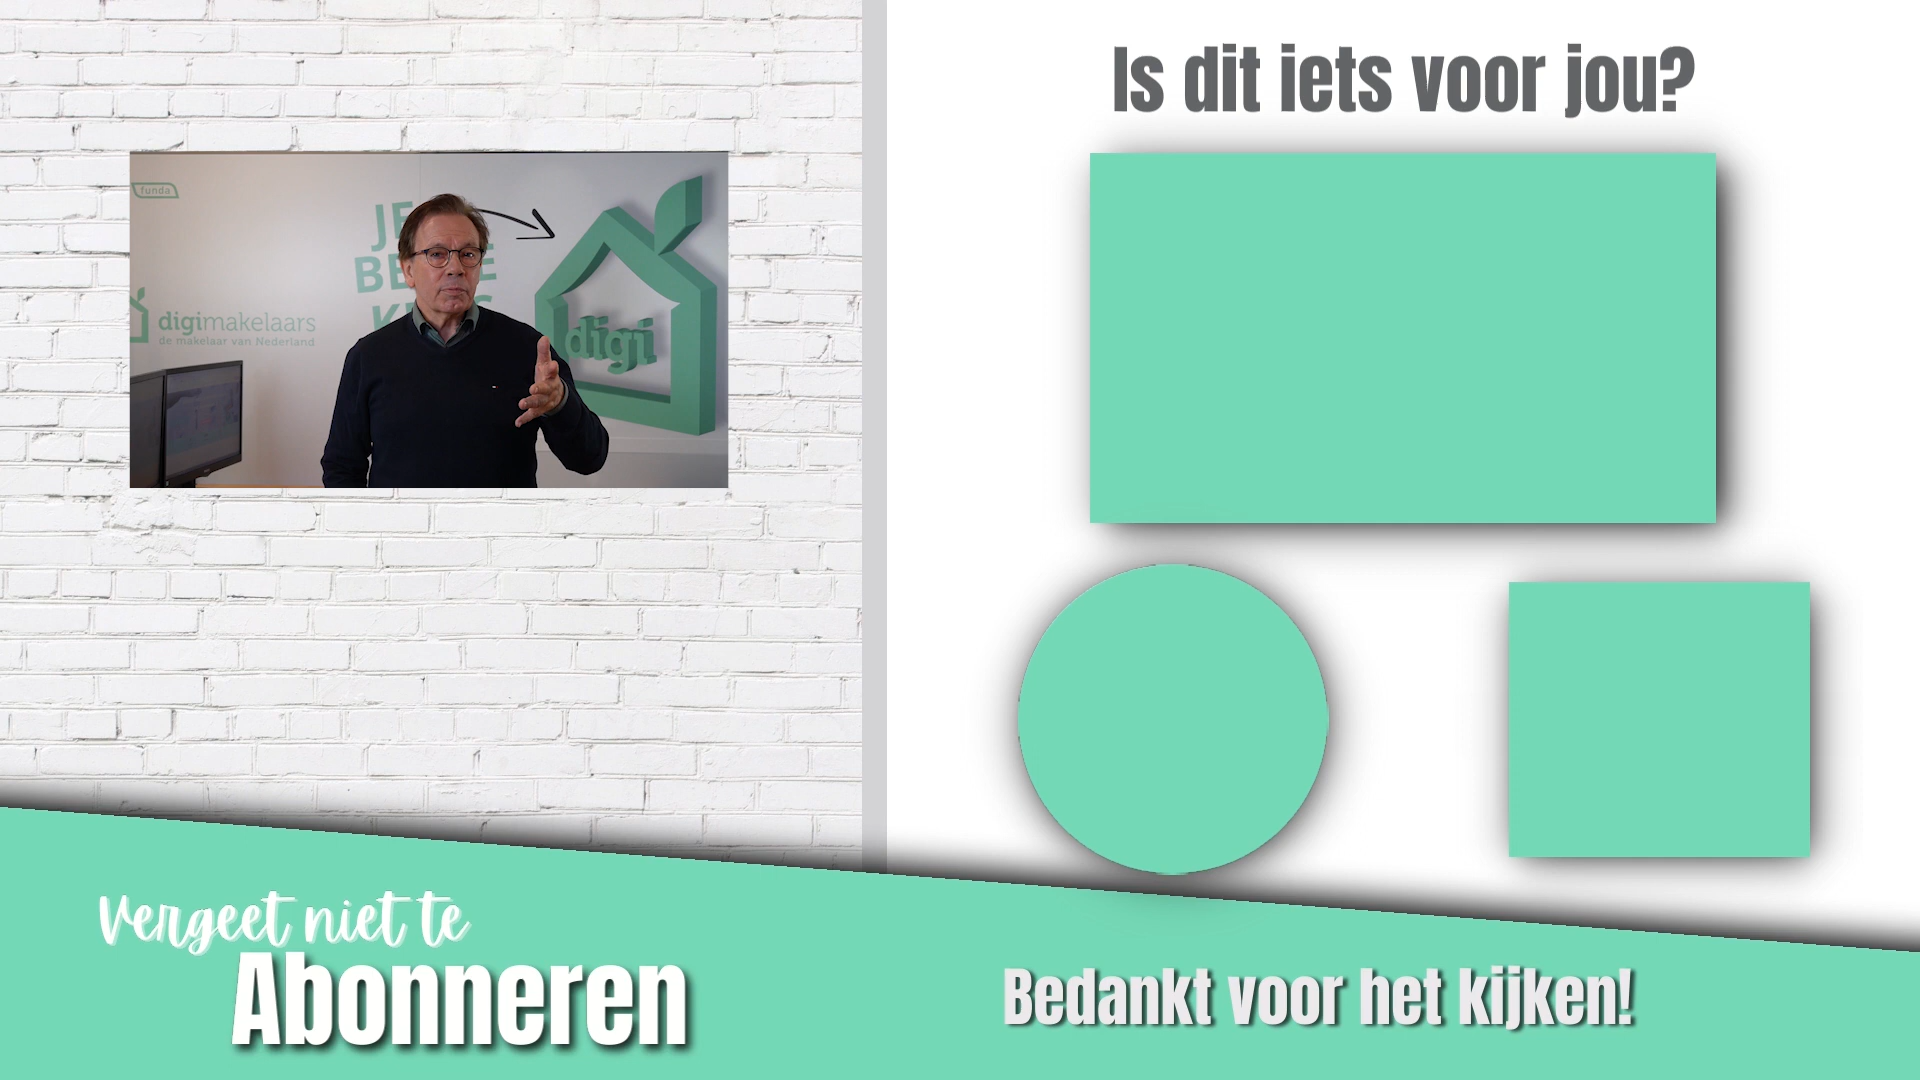 Is dit iets voor jou?
funda
digimakelaars
de makelaar van Nederland
digi
Vergeet niet te
Abonneren
Bedankt voor het kijken!